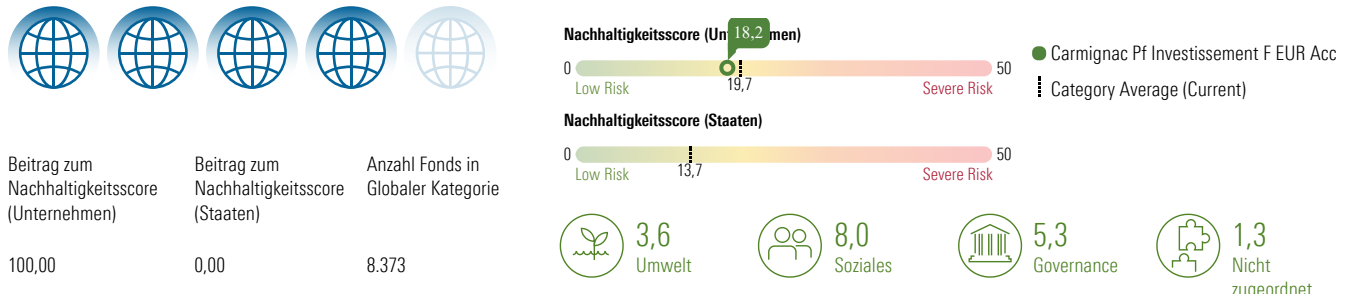 Beitrag zum
Nachhaltigkeitsscore
(Unternehmen)
100,00
Beitrag zum
Nachhaltigkeitsscore
(Staaten)
0,00
Anzahl Fonds in
Globaler Kategorie
8.373
Nachhaltigkeitsscore (Un men)
18,2
0
50
Low Risk
19,7
Severe Risk
Nachhaltigkeitsscore (Staaten)
0
50
Low Risk
13,7
Severe Risk
Carmignac Pf Investissement F EUR Acc
Category Average (Current)
3,6
Umwelt
8,0
Soziales
5,3
Governance
1,3
Nicht
zugeordnet